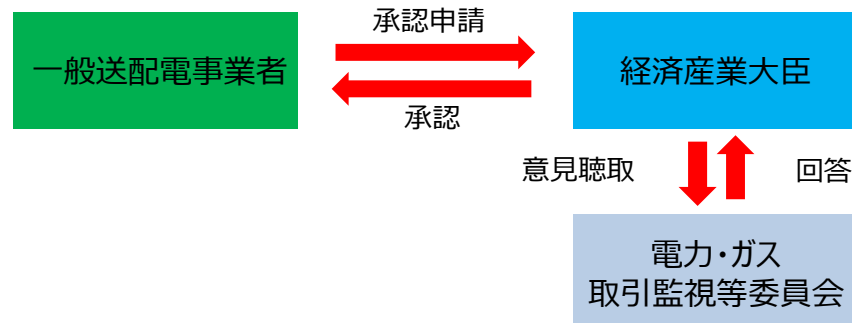 承認申請
一般送配電事業者
経済産業大臣
承認
意見聴取
回答
電力・ガス
取引監視等委員会